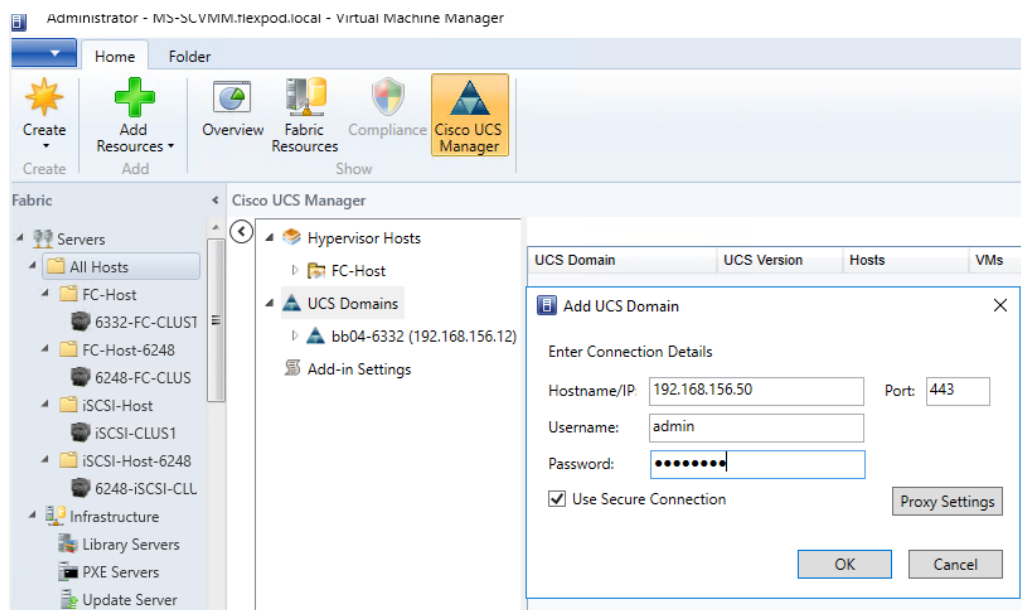 Administrator - MS-SCVMM.flexpod.local - Virtual Machine Manager
Home Folder
Create
Add Resources
Overview
Fabric Resources
Compliance
Cisco UCS Manager
Create
Add
Show
Fabric
Servers
All Hosts
FC-Host
6332-FC-CLUST
FC-Host-6248
6248-FC-CLUS
iSCSI-Host
iSCSI-CLUS1
iSCSI-Host-6248
6248-iSCSI-CLL
Infrastructure
Library Servers
PXE Servers
Update Server
Cisco UCS Manager
Hypervisor Hosts
FC-Host
UCS Domains
bb04-6332 (192.168.156.12)
Add-in Settings
UCS Domain UCS Version Hosts VMs
Add UCS Domain
Enter Connection Details
Hostname/IP: 192.168.156.50 Port: 443
Username: admin
Password: ●●●●●●●●
Use Secure Connection
Proxy Settings
OK Cancel